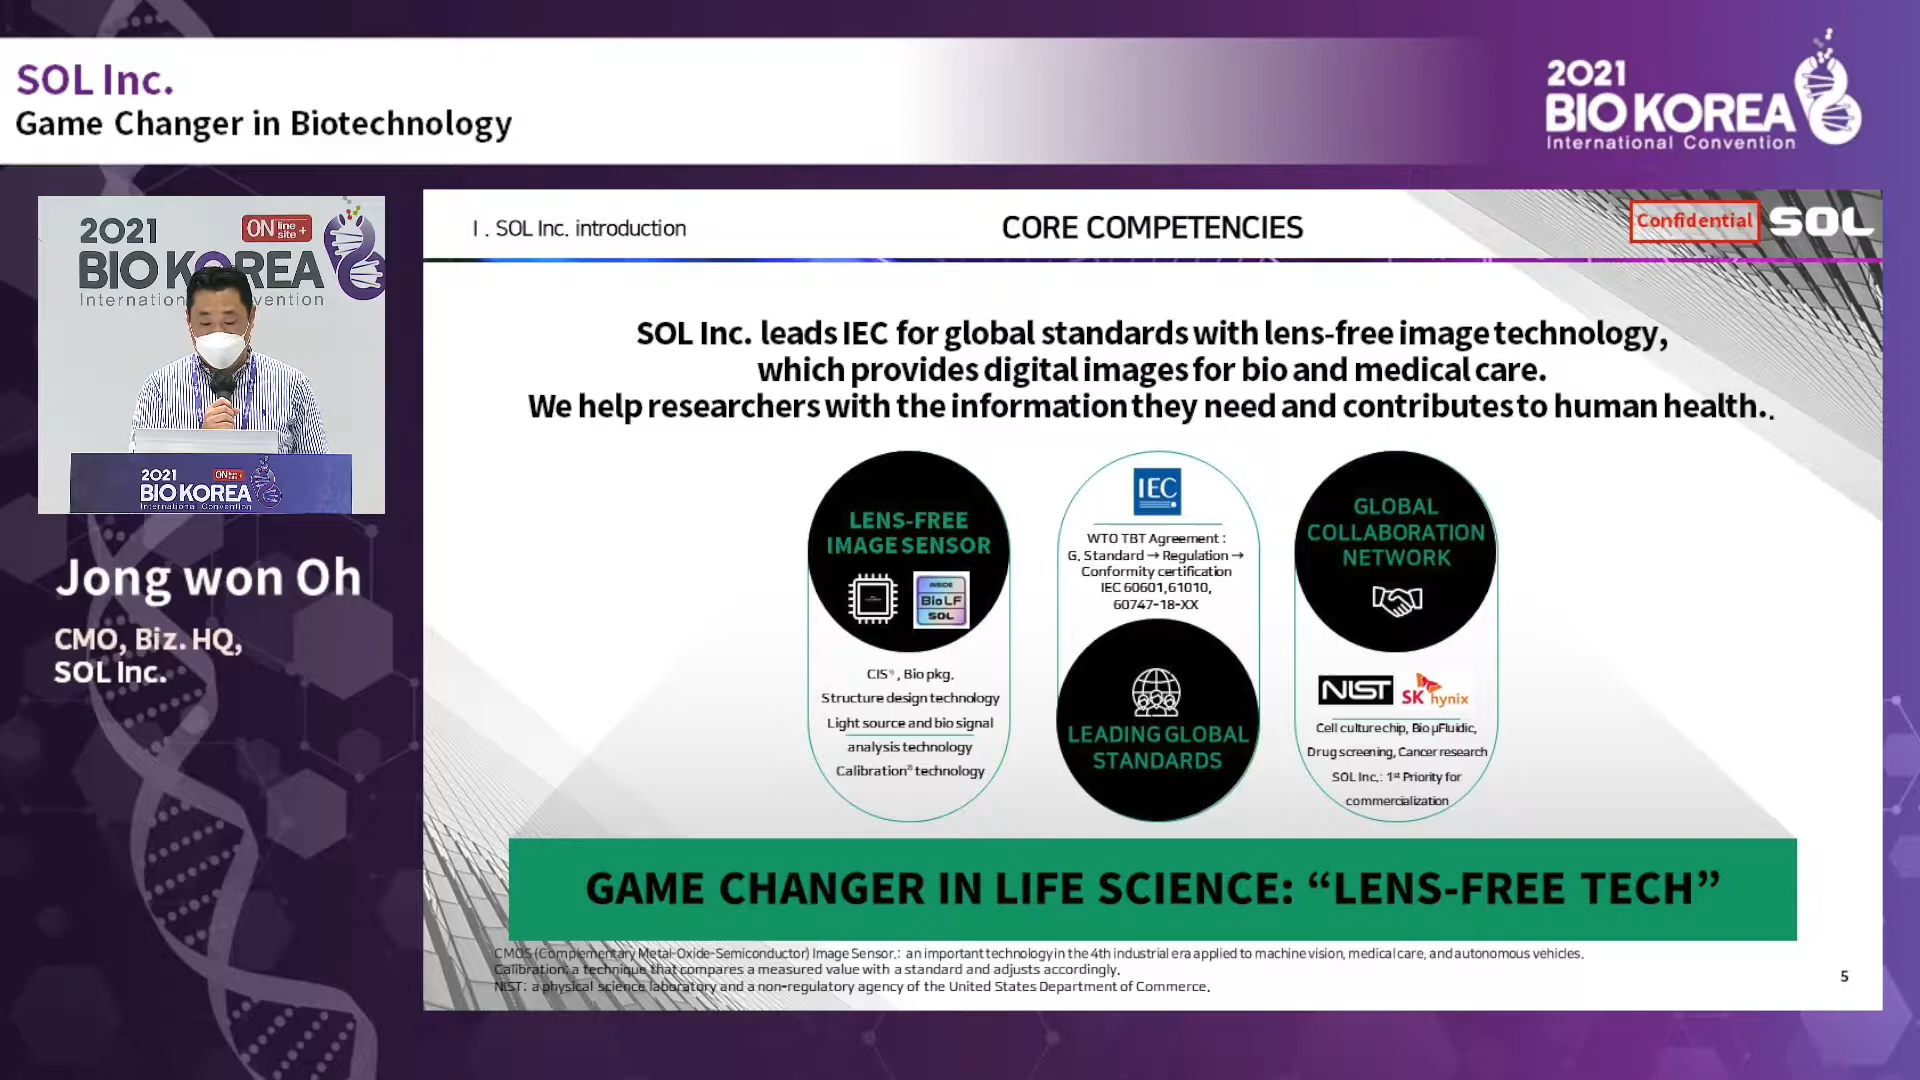 SOL Inc.
Game Changer in Biotechnology
2021
BIO KOREA
International Convention
2021
ON line site +
BIO KOREA
International Convention
2021
ON
BIO KOREA
International Convention
Jong won Oh
CMO, Biz. HQ,
SOL Inc.
Ⅰ. SOL Inc. introduction
CORE COMPETENCIES
Confidential
SOL
SOL Inc. leads IEC for global standards with lens-free image technology,
which provides digital images for bio and medical care.
We help researchers with the information they need and contributes to human health..
LENS-FREE
IMAGE SENSOR
INSIDE
Bio LF
SOL
CIS , Bio pkg.
Structure design technology
Light source and bio signal
analysis technology
Calibration²⁾ technology
IEC
WTO TBT Agreement :
G. Standard → Regulation →
Conformity certification
IEC 60601,61010,
60747-18-XX
LEADING GLOBAL
STANDARDS
GLOBAL
COLLABORATION
NETWORK
NIST
SK hynix
Cell culture chip, Bio μFluidic,
Drug screening, Cancer research
SOL Inc.: 1st Priority for
commercialization
GAME CHANGER IN LIFE SCIENCE: “LENS-FREE TECH”
CMOS (Complementary Metal-Oxide-Semiconductor) Image Sensor.: an important technology in the 4th industrial era applied to machine vision, medical care, and autonomous vehicles.
Calibration: a technique that compares a measured value with a standard and adjusts accordingly.
NIST: a physical science laboratory and a non-regulatory agency of the United States Department of Commerce.
5